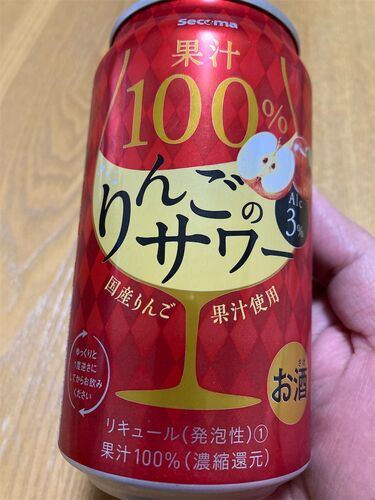 Secoma
果汁
100%
りんごの
サワー
Alc
3%
国産りんご 果汁使用
ゆっくりと
1度逆さに
してからお飲み
ください
さけ
お酒
リキュール(発泡性)①
果汁100%(濃縮還元)